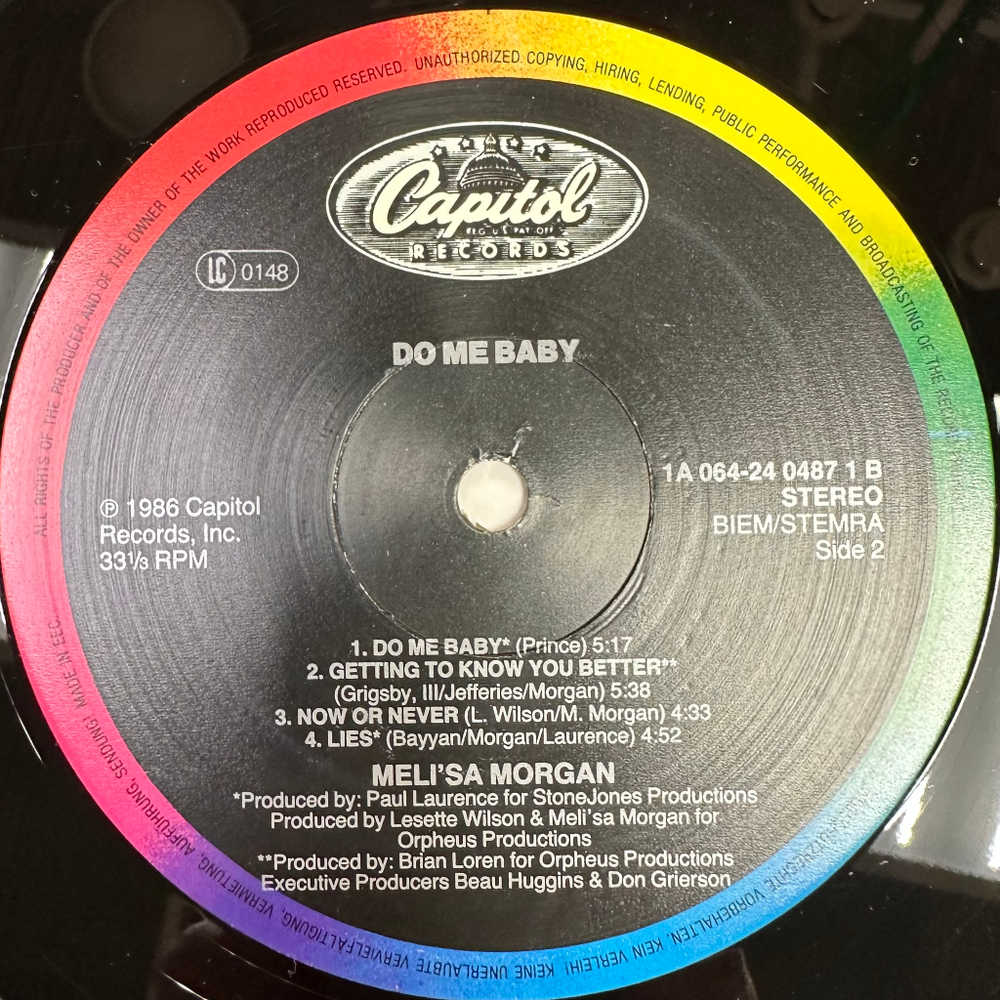 ALL RIGHTS OF THE PRODUCER AND OF THE OWNER OF THE WORK REPRODUCED RESERVED. UNAUTHORIZED COPYING, HIRING, LENDING, PUBLIC PERFORMANCE AND BROADCASTING OF THE
Capitol
REG. U.S. PAT. OFF.
RECORDS
LC 0148
DO ME BABY
1A 064-24 0487 1 B
STEREO
BIEM/STEMRA
Side 2
℗ 1986 Capitol
Records, Inc.
33⅓ RPM
1. DO ME BABY* (Prince) 5:17
2. GETTING TO KNOW YOU BETTER**
(Grigsby, III/Jefferies/Morgan) 5:38
3. NOW OR NEVER (L. Wilson/M. Morgan) 4:33
4. LIES* (Bayyan/Morgan/Laurence) 4:52
MELI'SA MORGAN
*Produced by: Paul Laurence for StoneJones Productions
Produced by Lesette Wilson & Meli'sa Morgan for
Orpheus Productions
**Produced by: Brian Loren for Orpheus Productions
Executive Producers Beau Huggins & Don Grierson
VORBEHALTEN. KEIN VERLEIH! KEINE UNERLAUBTE VERVIELFÄLTIGUNG, VERMIETUNG, AUFFÜHRUNG, SENDUNG! MADE IN EEC.